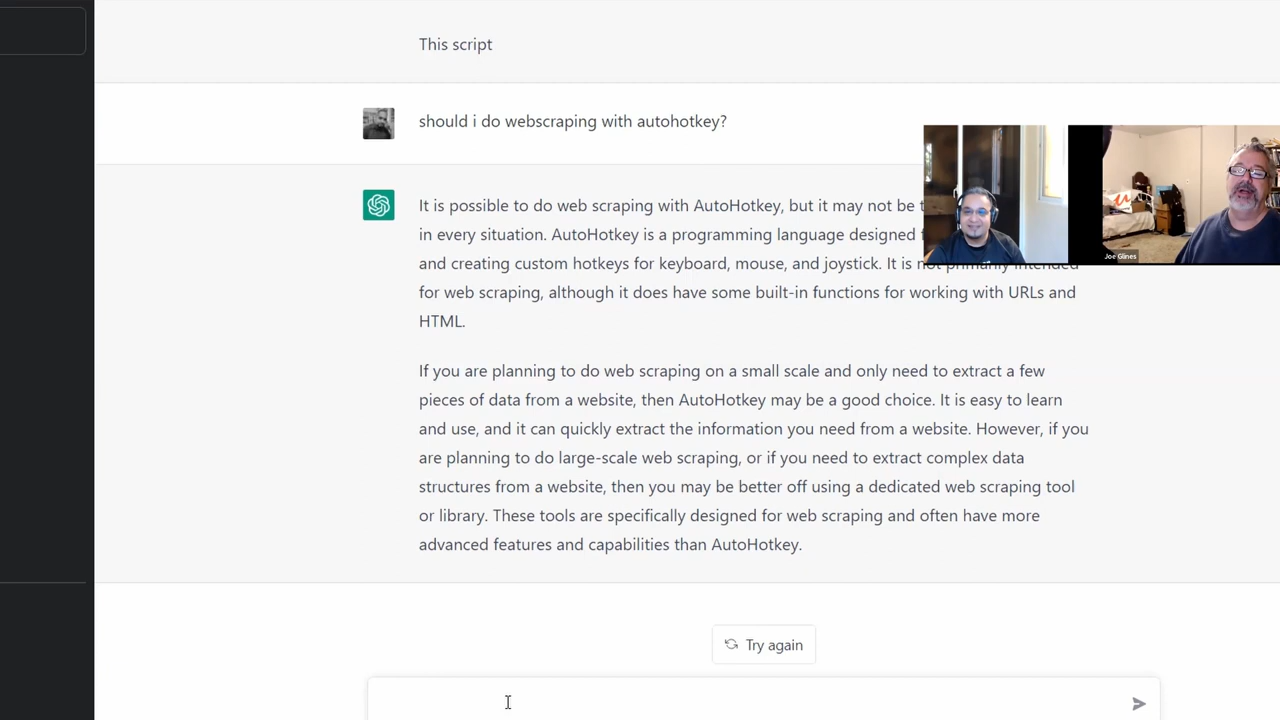 This script
should i do webscraping with autohotkey?
It is possible to do web scraping with AutoHotkey, but it may not be
in every situation. AutoHotkey is a programming language designed
and creating custom hotkeys for keyboard, mouse, and joystick. It is not primarily intended
for web scraping, although it does have some built-in functions for working with URLs and
HTML.
If you are planning to do web scraping on a small scale and only need to extract a few
pieces of data from a website, then AutoHotkey may be a good choice. It is easy to learn
and use, and it can quickly extract the information you need from a website. However, if you
are planning to do large-scale web scraping, or if you need to extract complex data
structures from a website, then you may be better off using a dedicated web scraping tool
or library. These tools are specifically designed for web scraping and often have more
advanced features and capabilities than AutoHotkey.
Joe Glines
Try again